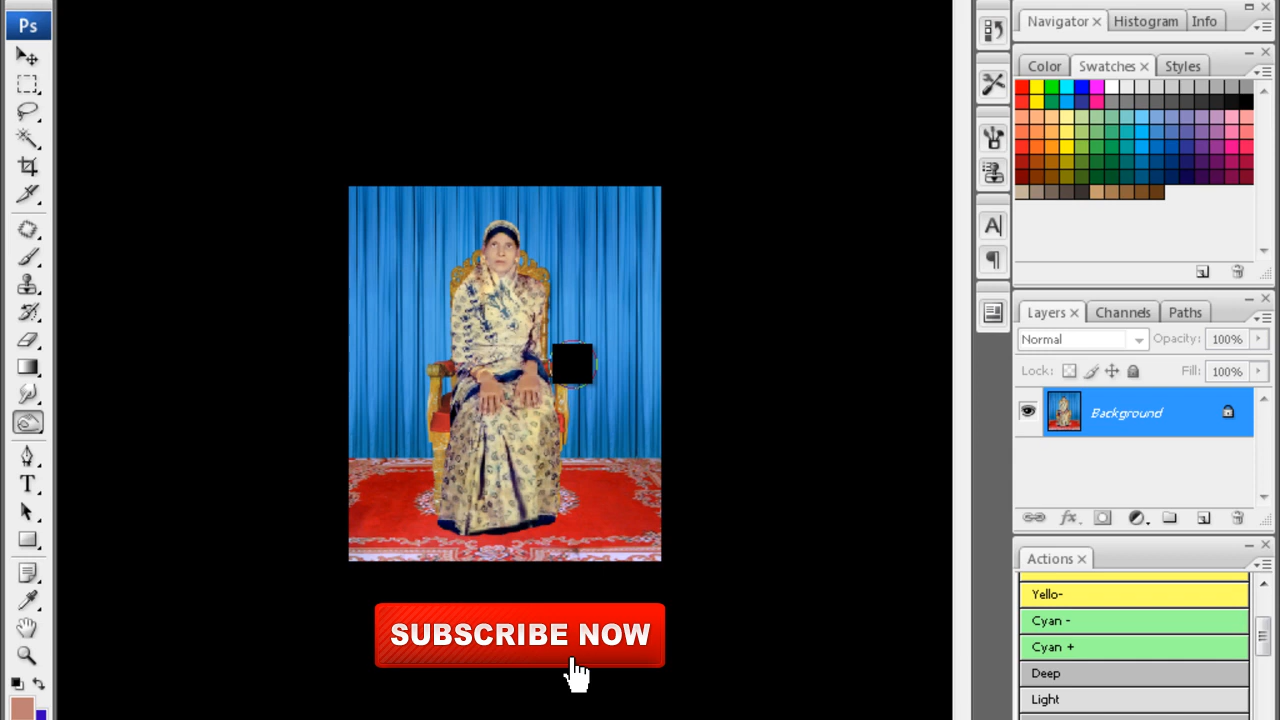 Ps
Navigator
Histogram
Info
Color
Swatches
Styles
A
T
Layers
Channels
Paths
Normal
Opacity: 100%
Lock:
Fill: 100%
Background
fx
Actions
Yello-
Cyan -
Cyan +
Deep
Light
SUBSCRIBE NOW